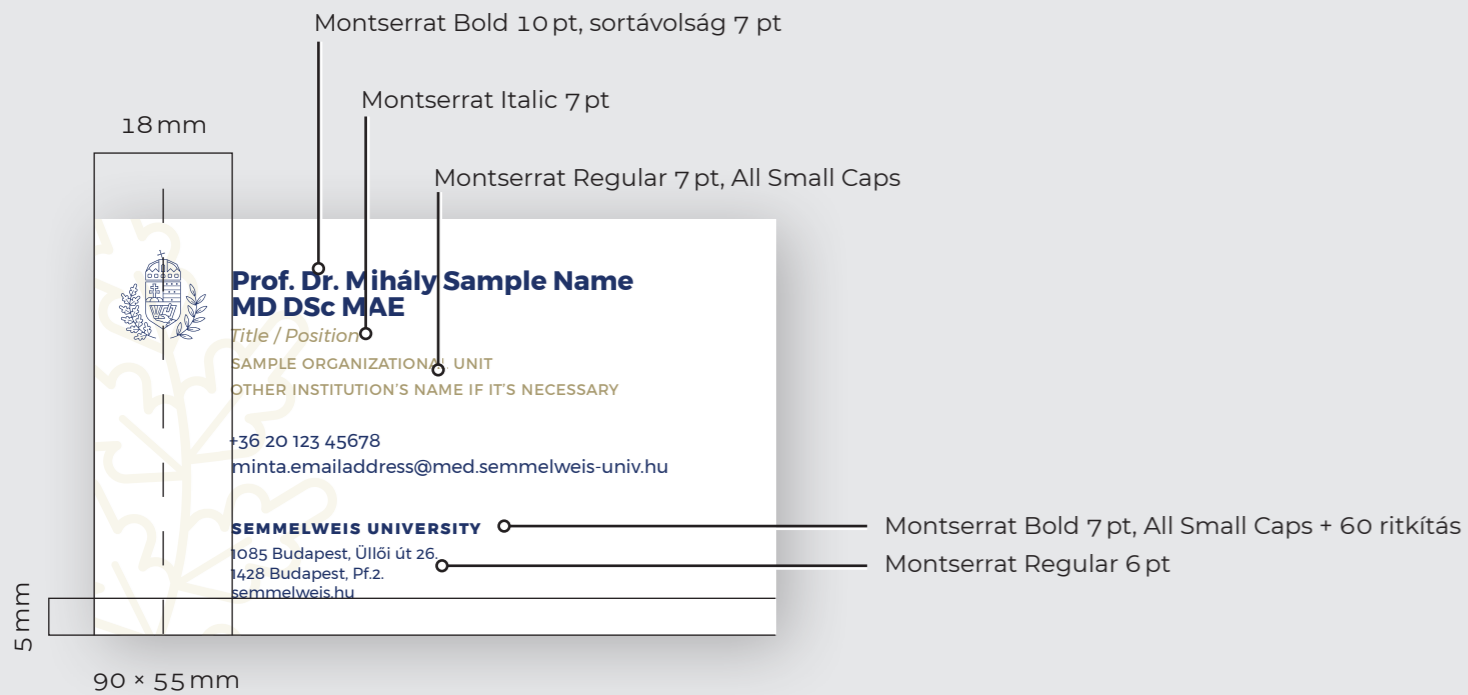 Montserrat Bold 10 pt, sortávolság 7 pt
Montserrat Italic 7 pt
18 mm
Montserrat Regular 7 pt, All Small Caps
Prof. Dr. Mihály Sample Name
MD DSc MAE
Title / Position
SAMPLE ORGANIZATIONAL UNIT
OTHER INSTITUTION'S NAME IF IT'S NECESSARY
+36 20 123 45678
minta.emailaddress@med.semmelweis-univ.hu
SEMMELWEIS UNIVERSITY
Montserrat Bold 7 pt, All Small Caps + 60 ritkítás
1085 Budapest, Üllői út 26.
Montserrat Regular 6 pt
1428 Budapest, Pf.2.
semmelweis.hu
5 mm
90 × 55 mm